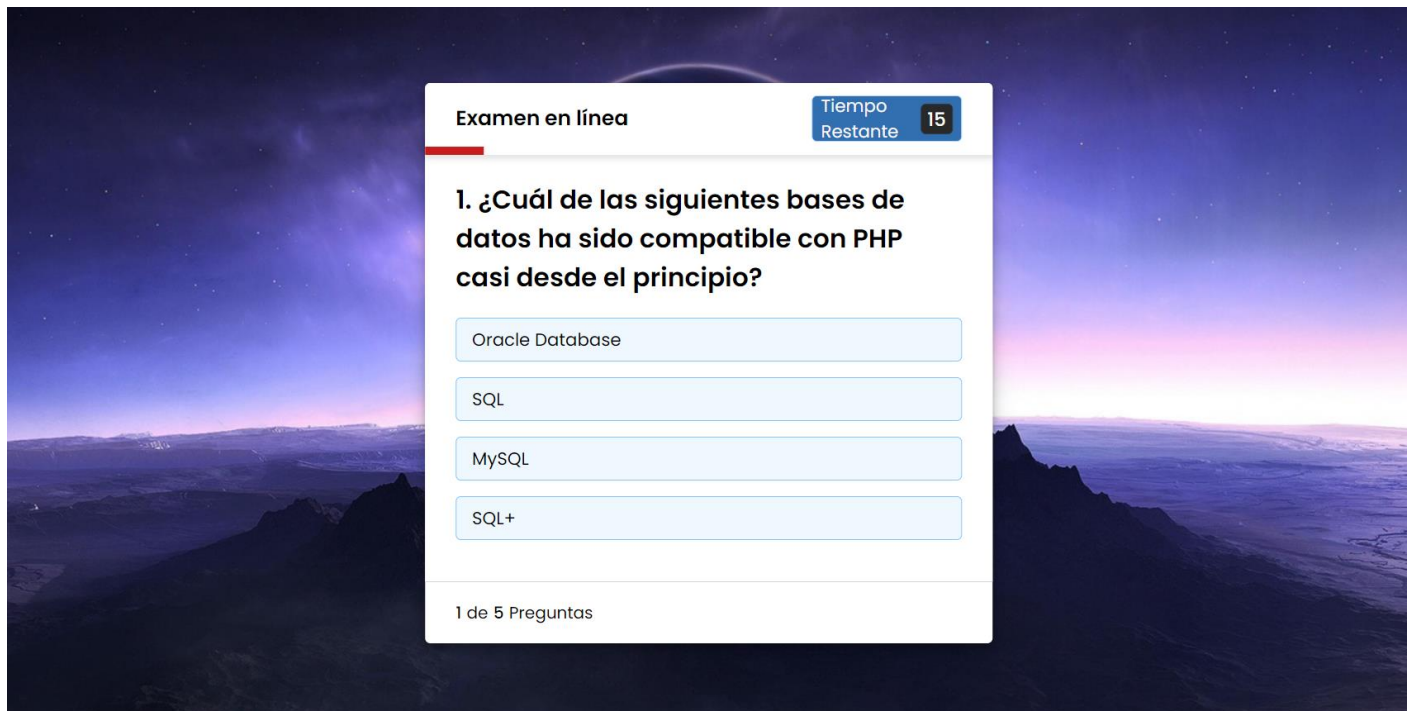 Examen en línea
Tiempo
Restante
15
1. ¿Cuál de las siguientes bases de
datos ha sido compatible con PHP
casi desde el principio?
Oracle Database
SQL
MySQL
SQL+
1 de 5 Preguntas